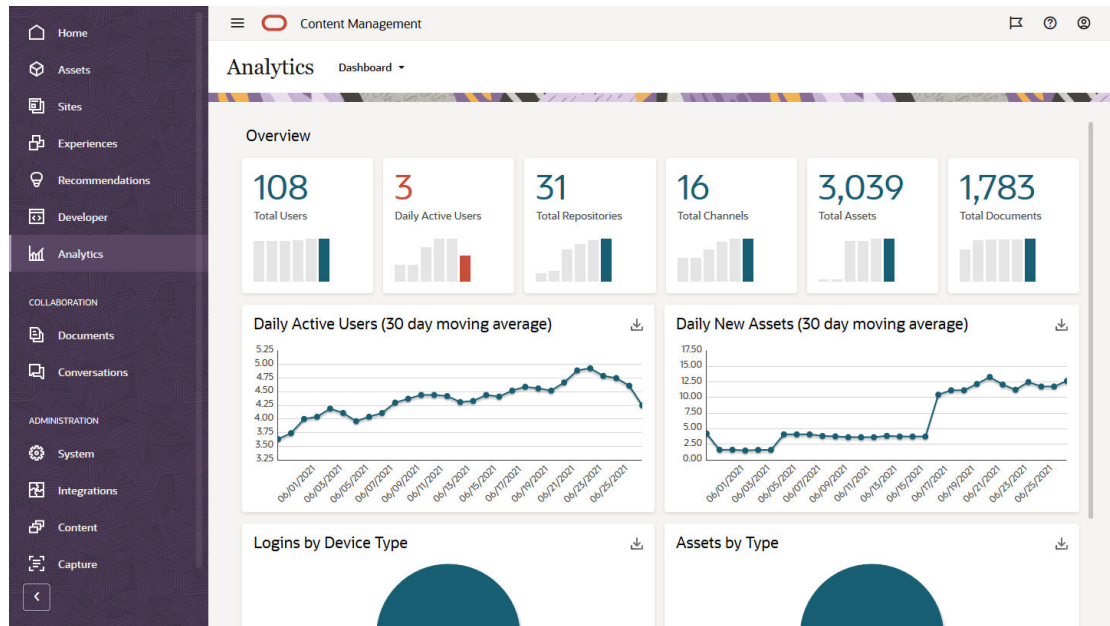 Home
Assets
Sites
Experiences
Recommendations
Developer
Analytics
COLLABORATION
Documents
Conversations
ADMINISTRATION
System
Integrations
Content
Capture
Content Management
Analytics Dashboard
Overview
108 3 31 16 3,039 1,783
Total Users Daily Active Users Total Repositories Total Channels Total Assets Total Documents
Daily Active Users (30 day moving average)
5.25
5.00
4.75
4.50
4.25
4.00
3.75
3.50
3.25
06/01/2021 06/03/2021 06/05/2021 06/07/2021 06/09/2021 06/11/2021 06/13/2021 06/15/2021 06/17/2021 06/19/2021 06/21/2021 06/23/2021 06/25/2021
Daily New Assets (30 day moving average)
17.50
15.00
12.50
10.00
7.50
5.00
2.50
0.00
06/01/2021 06/03/2021 06/05/2021 06/07/2021 06/09/2021 06/11/2021 06/13/2021 06/15/2021 06/17/2021 06/19/2021 06/21/2021 06/23/2021 06/25/2021
Logins by Device Type
Assets by Type